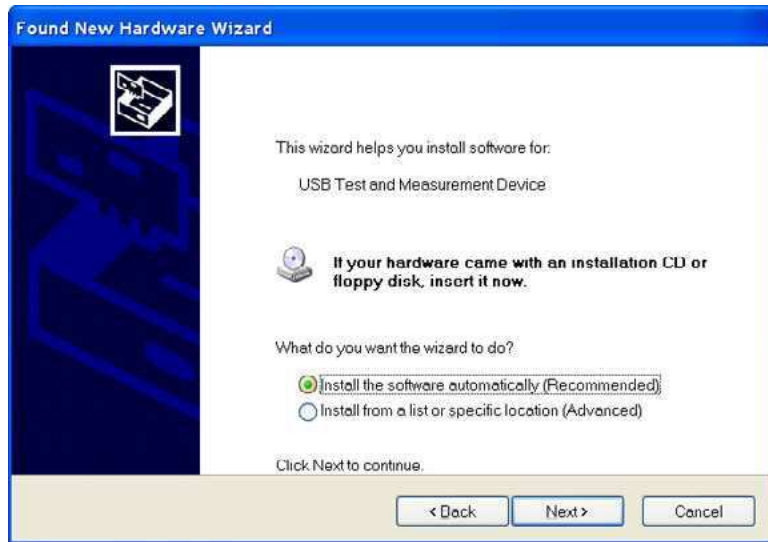 Found New Hardware Wizard
This wizard helps you install software for:
USB Test and Measurement Device
If your hardware came with an installation CD or
floppy disk, insert it now.
What do you want the wizard to do?
Install the software automatically (Recommended)
Install from a list or specific location (Advanced)
Click Next to continue.
< Back Next > Cancel